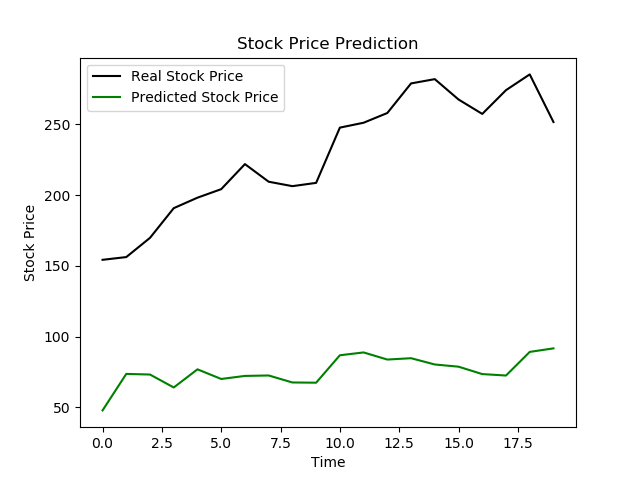 Stock Price Prediction
Real Stock Price
Predicted Stock Price
Stock Price
250
200
150
100
50
0.0 2.5 5.0 7.5 10.0 12.5 15.0 17.5
Time